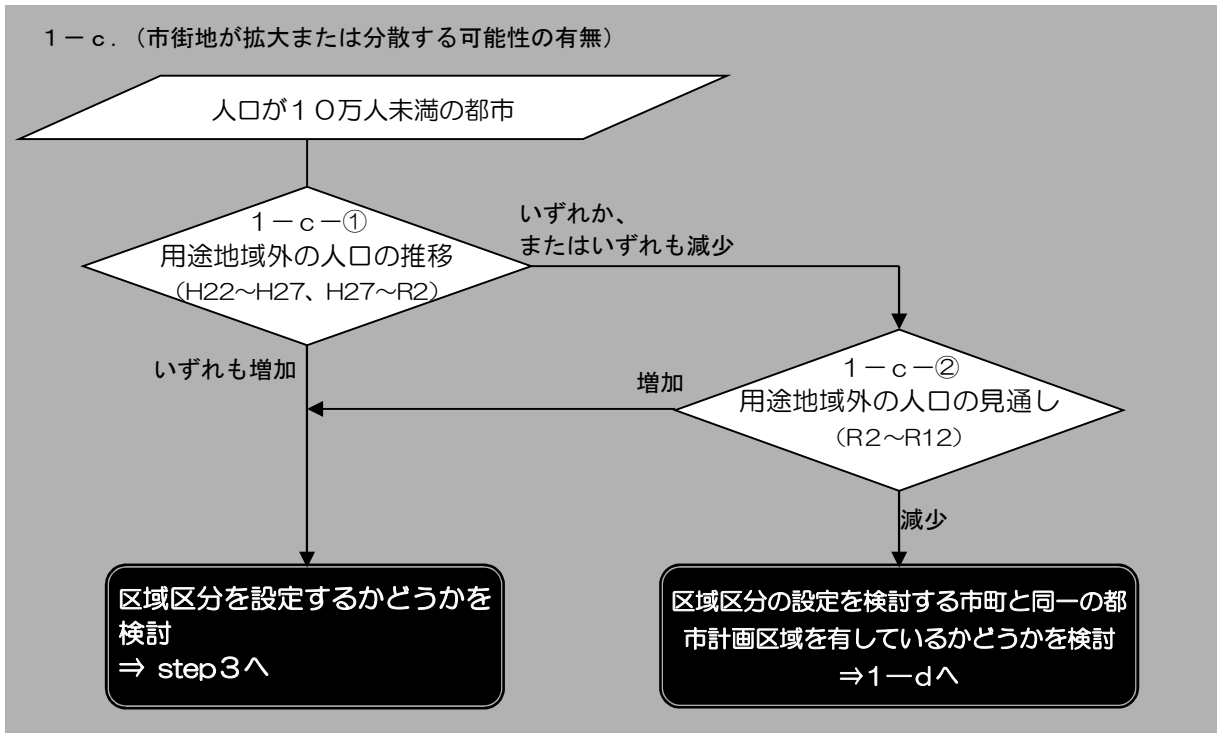 １－ｃ．（市街地が拡大または分散する可能性の有無）
人口が１０万人未満の都市
１－ｃ－①
用途地域外の人口の推移
（H22～H27、H27～R2）
いずれか、
またはいずれも減少
いずれも増加
増加
１－ｃ－②
用途地域外の人口の見通し
（R2～R12）
減少
区域区分を設定するかどうかを
検討
⇒ step３へ
区域区分の設定を検討する市町と同一の都
市計画区域を有しているかどうかを検討
⇒1－dへ